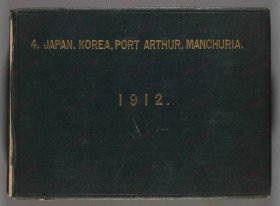 4. JAPAN. KOREA, PORT ARTHUR, MANCHURIA.
1912.